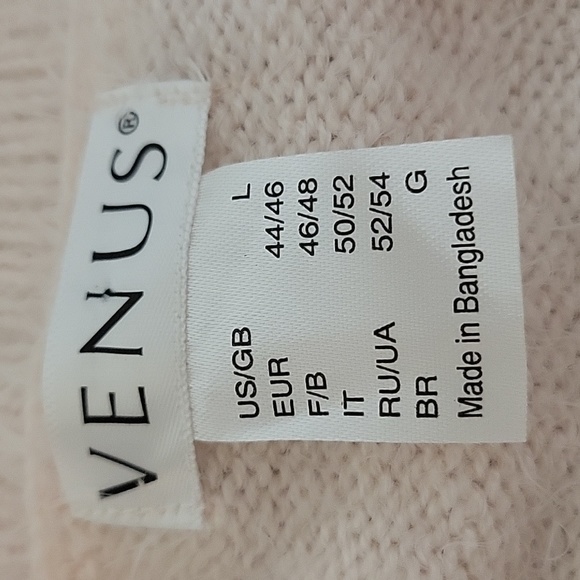 VENUS®
US/GB L
EUR 44/46
F/B 46/48
IT 50/52
RU/UA 52/54
BR G
Made in Bangladesh